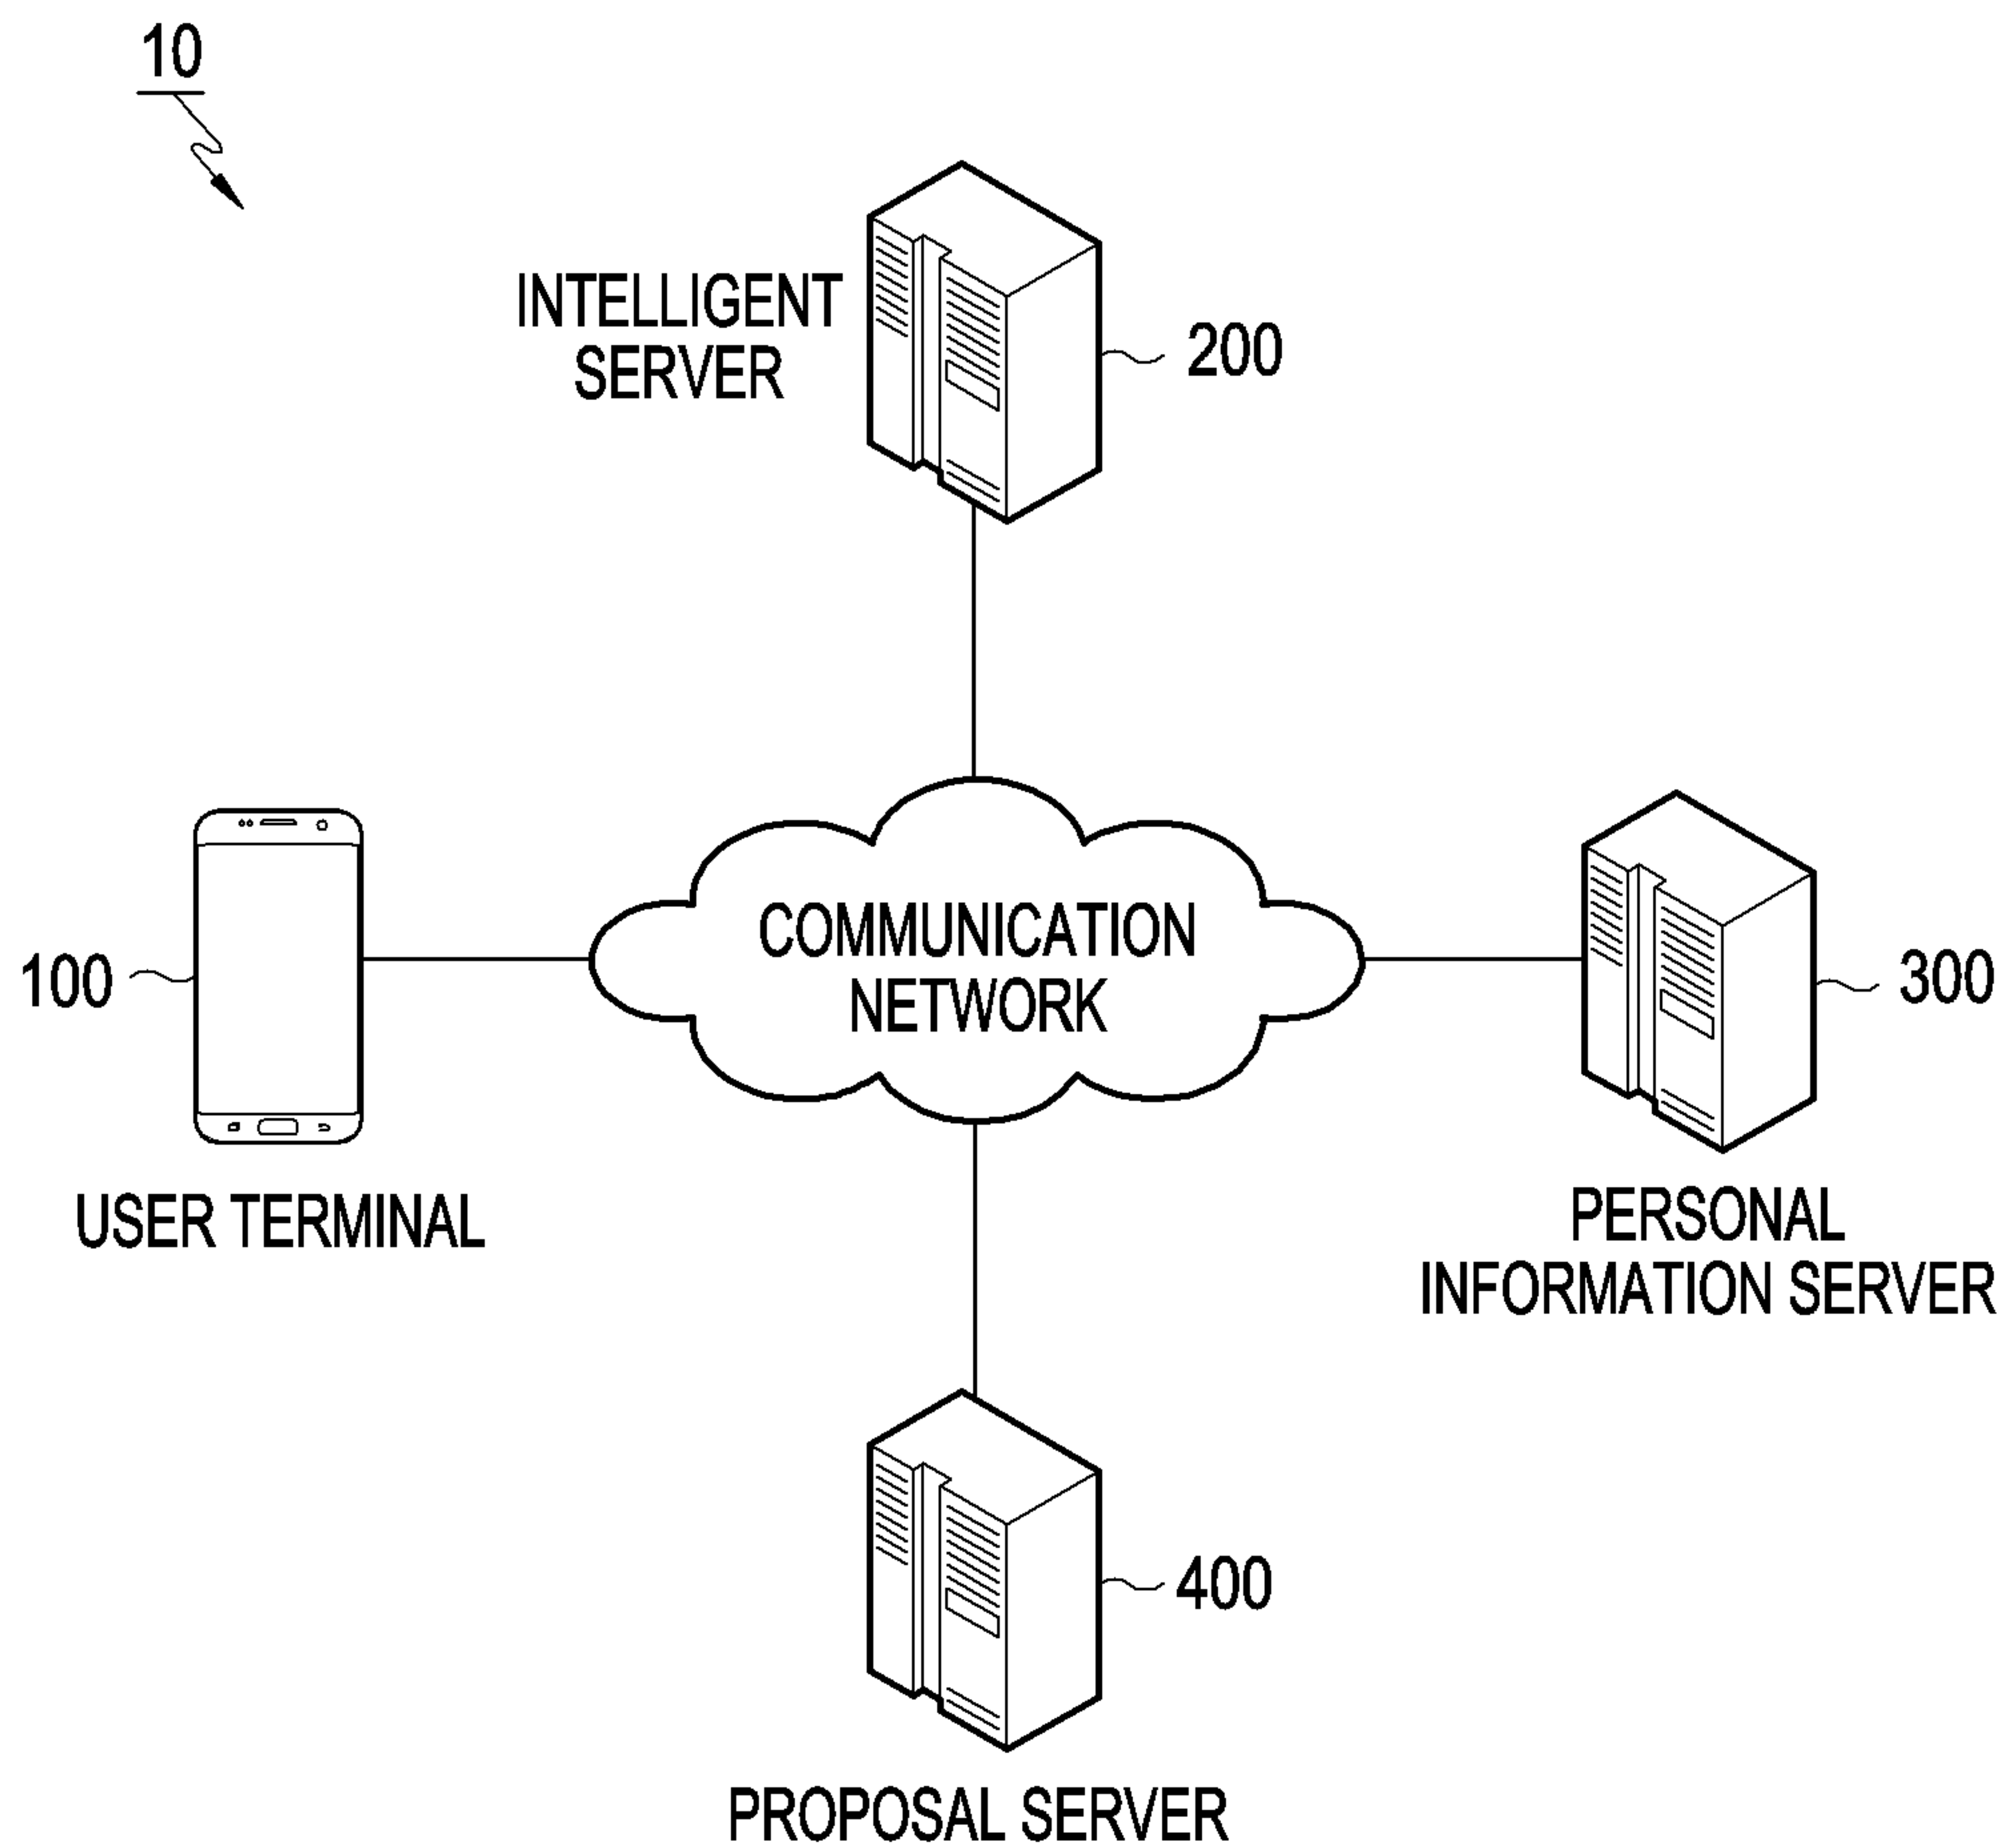 10
INTELLIGENT
SERVER
200
COMMUNICATION
NETWORK
100
300
USER TERMINAL
PERSONAL
INFORMATION SERVER
400
PROPOSAL SERVER